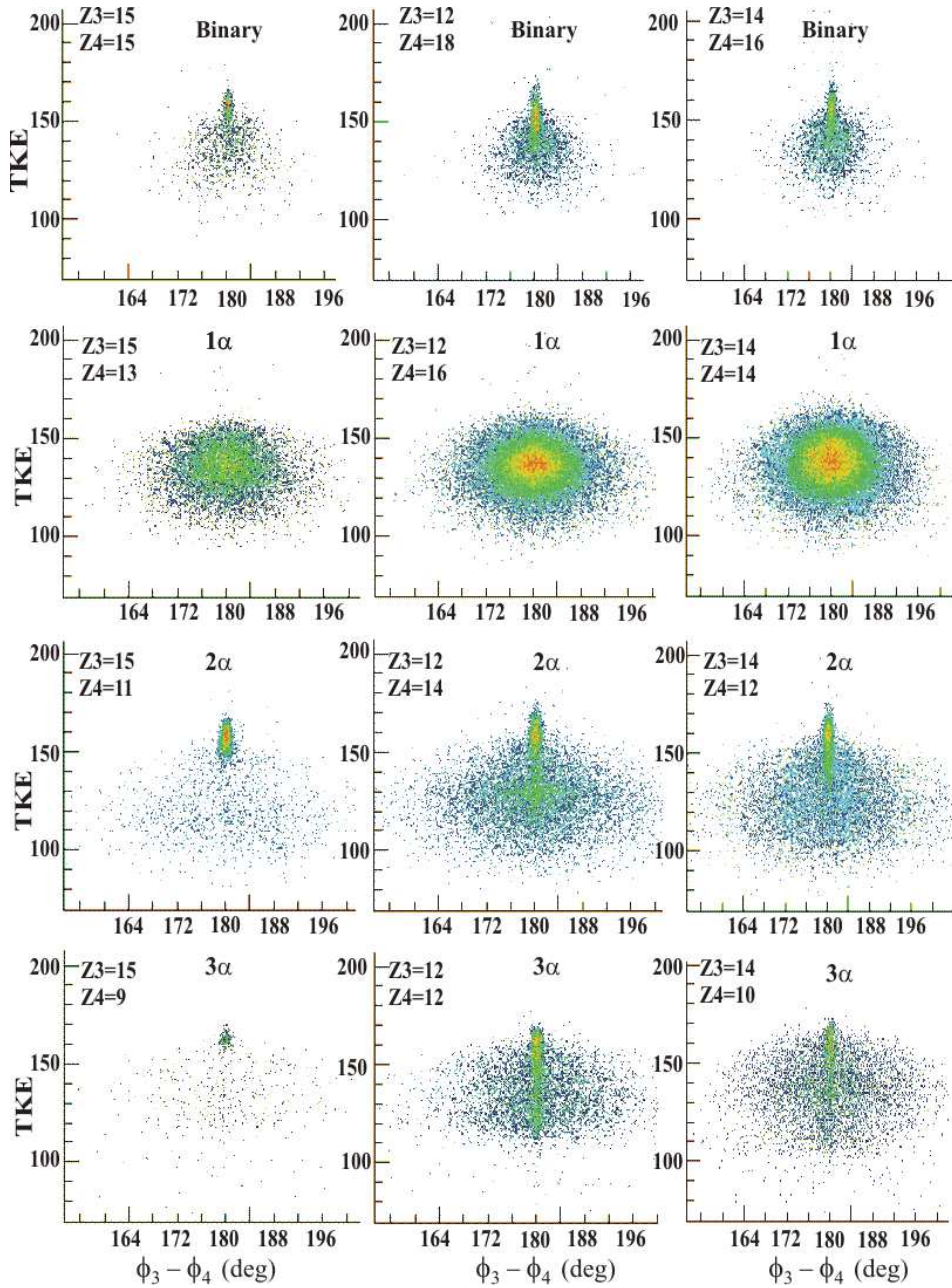 Z3=15 Binary
Z4=15
Z3=12 Binary
Z4=18
Z3=14 Binary
Z4=16
TKE
200
150
100
200
150
100
200
150
100
164 172 180 188 196
164 172 180 188 196
164 172 180 188 196
Z3=15 1α
Z4=13
Z3=12 1α
Z4=16
Z3=14 1α
Z4=14
TKE
200
150
100
200
150
100
200
150
100
164 172 180 188 196
164 172 180 188 196
164 172 180 188 196
Z3=15 2α
Z4=11
Z3=12 2α
Z4=14
Z3=14 2α
Z4=12
TKE
200
150
100
200
150
100
200
150
100
164 172 180 188 196
164 172 180 188 196
164 172 180 188 196
Z3=15 3α
Z4=9
Z3=12 3α
Z4=12
Z3=14 3α
Z4=10
TKE
200
150
100
200
150
100
200
150
100
164 172 180 188 196
164 172 180 188 196
164 172 180 188 196
ϕ₃ − ϕ₄ (deg)
ϕ₃ − ϕ₄ (deg)
ϕ₃ − ϕ₄ (deg)